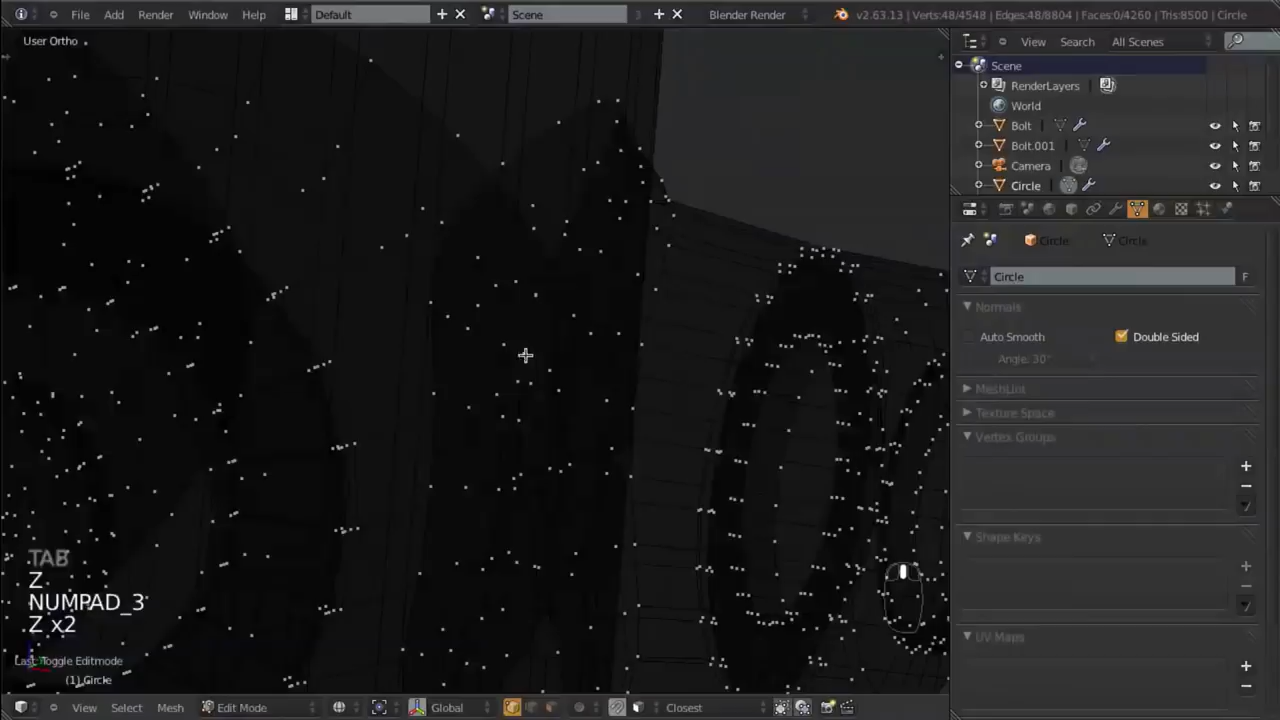 File Add Render Window Help Default Scene 3 Blender Render v2.63.13 | Verts:48/4548 | Edges:48/8804 | Faces:0/4260 | Tris:8500 | Circle
User Ortho
View Search All Scenes
Scene
RenderLayers
World
Bolt
Bolt.001
Camera
Circle
Circle Circle
Circle F
Normals
Auto Smooth Double Sided
Angle: 30°
MeshLint
Texture Space
Vertex Groups
Shape Keys
UV Maps
TAB
Z
NUMPAD_3
Z x2
Last: Toggle Editmode
(1) Circle
View Select Mesh Edit Mode Global Closest